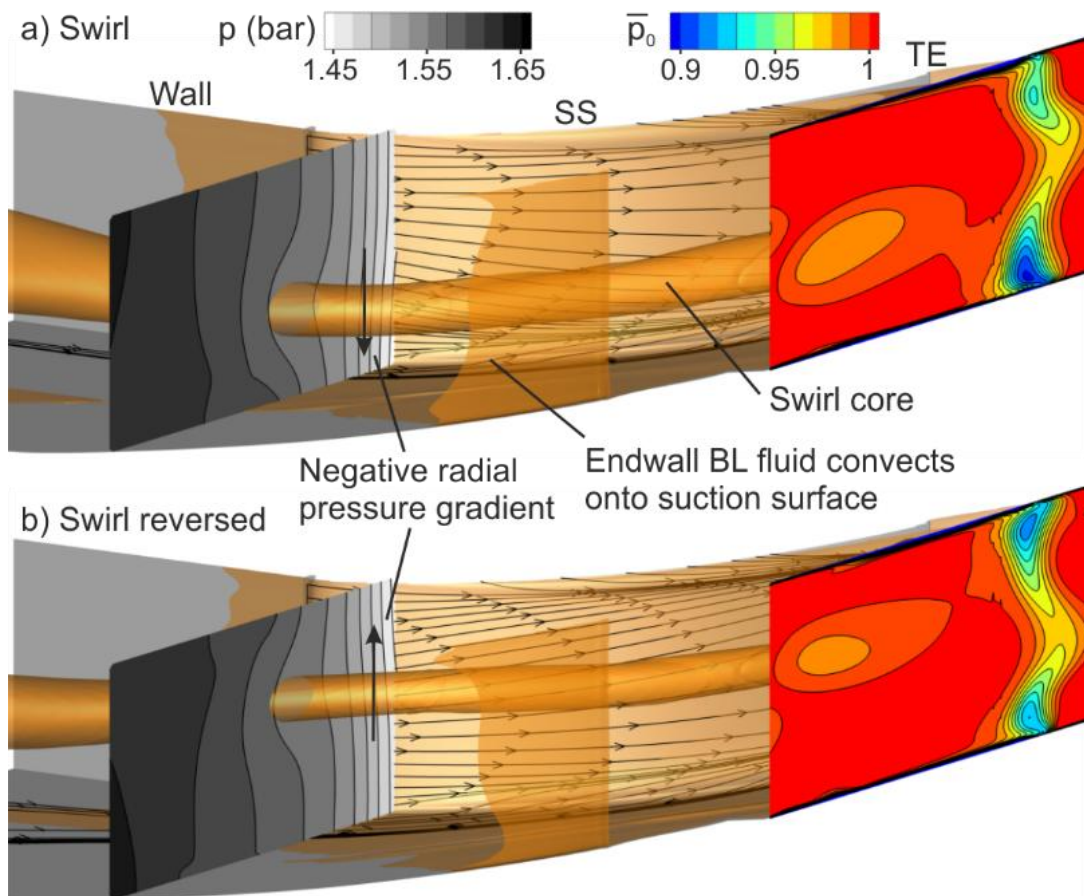 a) Swirl
p (bar)
1.45 1.55 1.65
p̅₀
0.9 0.95 1
TE
Wall
SS
Swirl core
Negative radial
pressure gradient
Endwall BL fluid convects
onto suction surface
b) Swirl reversed